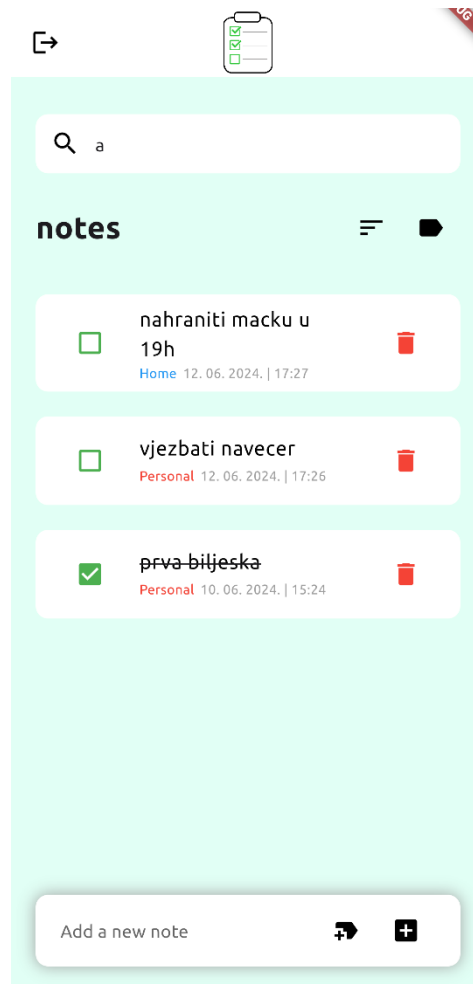 a
notes
nahraniti macku u
19h
Home 12. 06. 2024. | 17:27
vjezbati navecer
Personal 12. 06. 2024. | 17:26
prva biljeska
Personal 10. 06. 2024. | 15:24
Add a new note